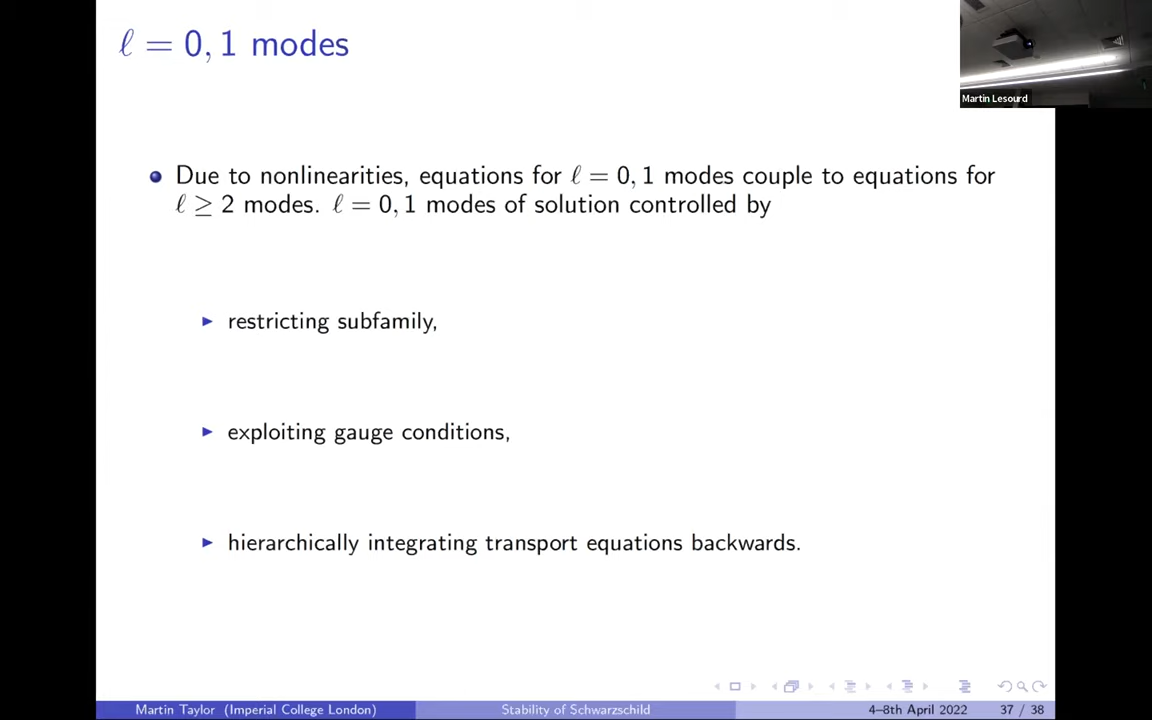 ℓ = 0, 1 modes
Martin Lesourd
Due to nonlinearities, equations for ℓ = 0, 1 modes couple to equations for
ℓ ≥ 2 modes. ℓ = 0, 1 modes of solution controlled by
restricting subfamily,
exploiting gauge conditions,
hierarchically integrating transport equations backwards.
Martin Taylor (Imperial College London) Stability of Schwarzschild 4–8th April 2022 37 / 38